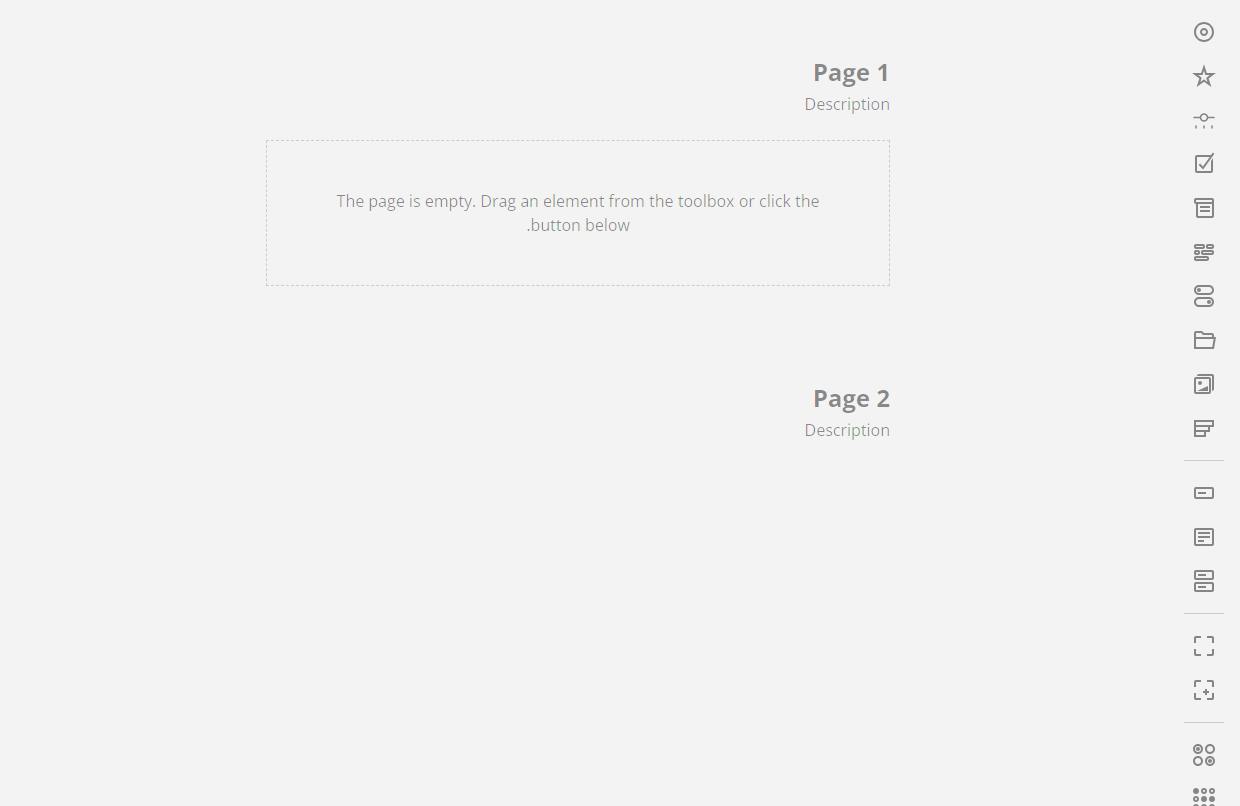 Page 1
Description
The page is empty. Drag an element from the toolbox or click the
.button below
Page 2
Description